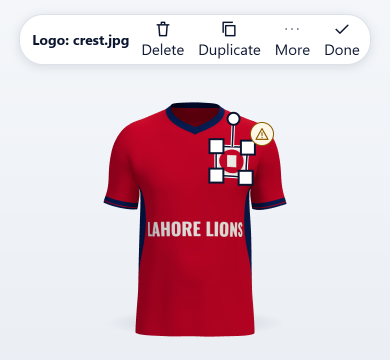 Logo: crest.jpg
Delete
Duplicate
More
Done
LAHORE LIONS